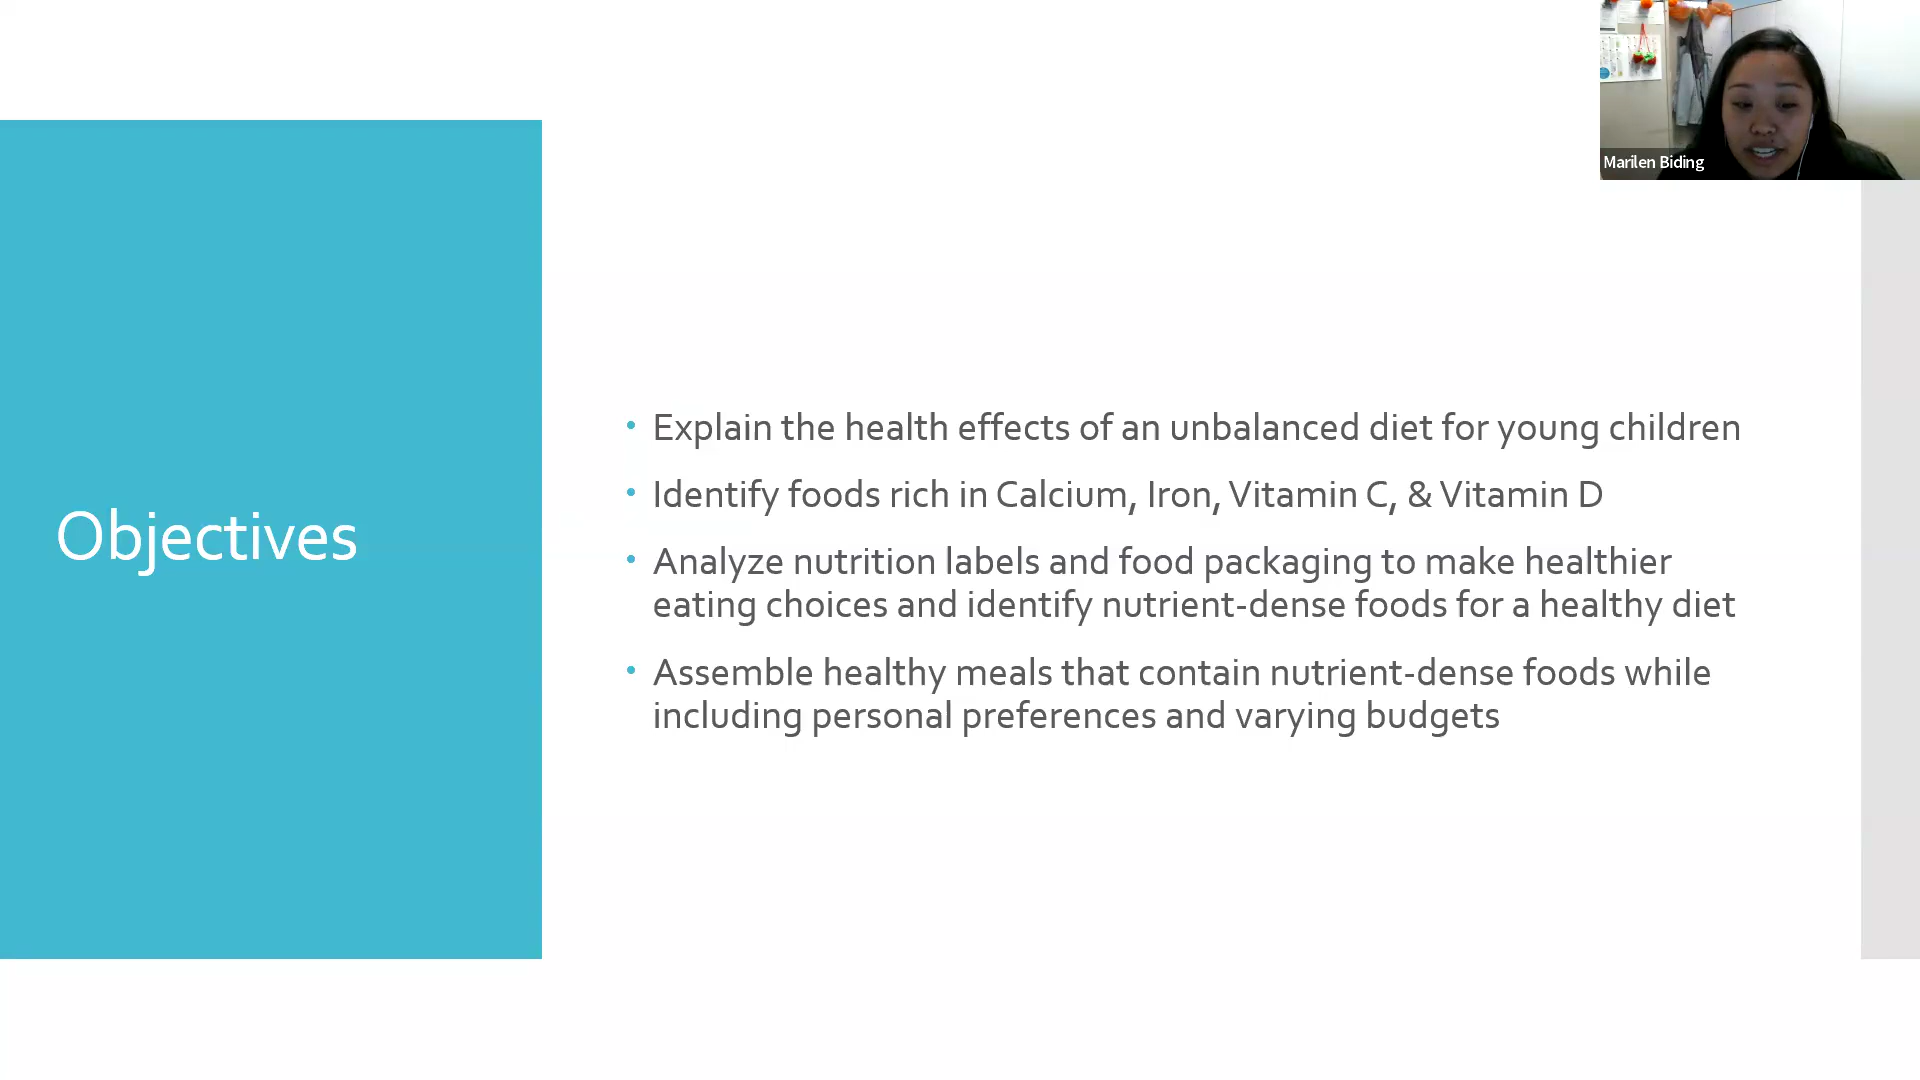 Marilen Biding
Objectives
• Explain the health effects of an unbalanced diet for young children
• Identify foods rich in Calcium, Iron, Vitamin C, & Vitamin D
• Analyze nutrition labels and food packaging to make healthier
eating choices and identify nutrient-dense foods for a healthy diet
• Assemble healthy meals that contain nutrient-dense foods while
including personal preferences and varying budgets